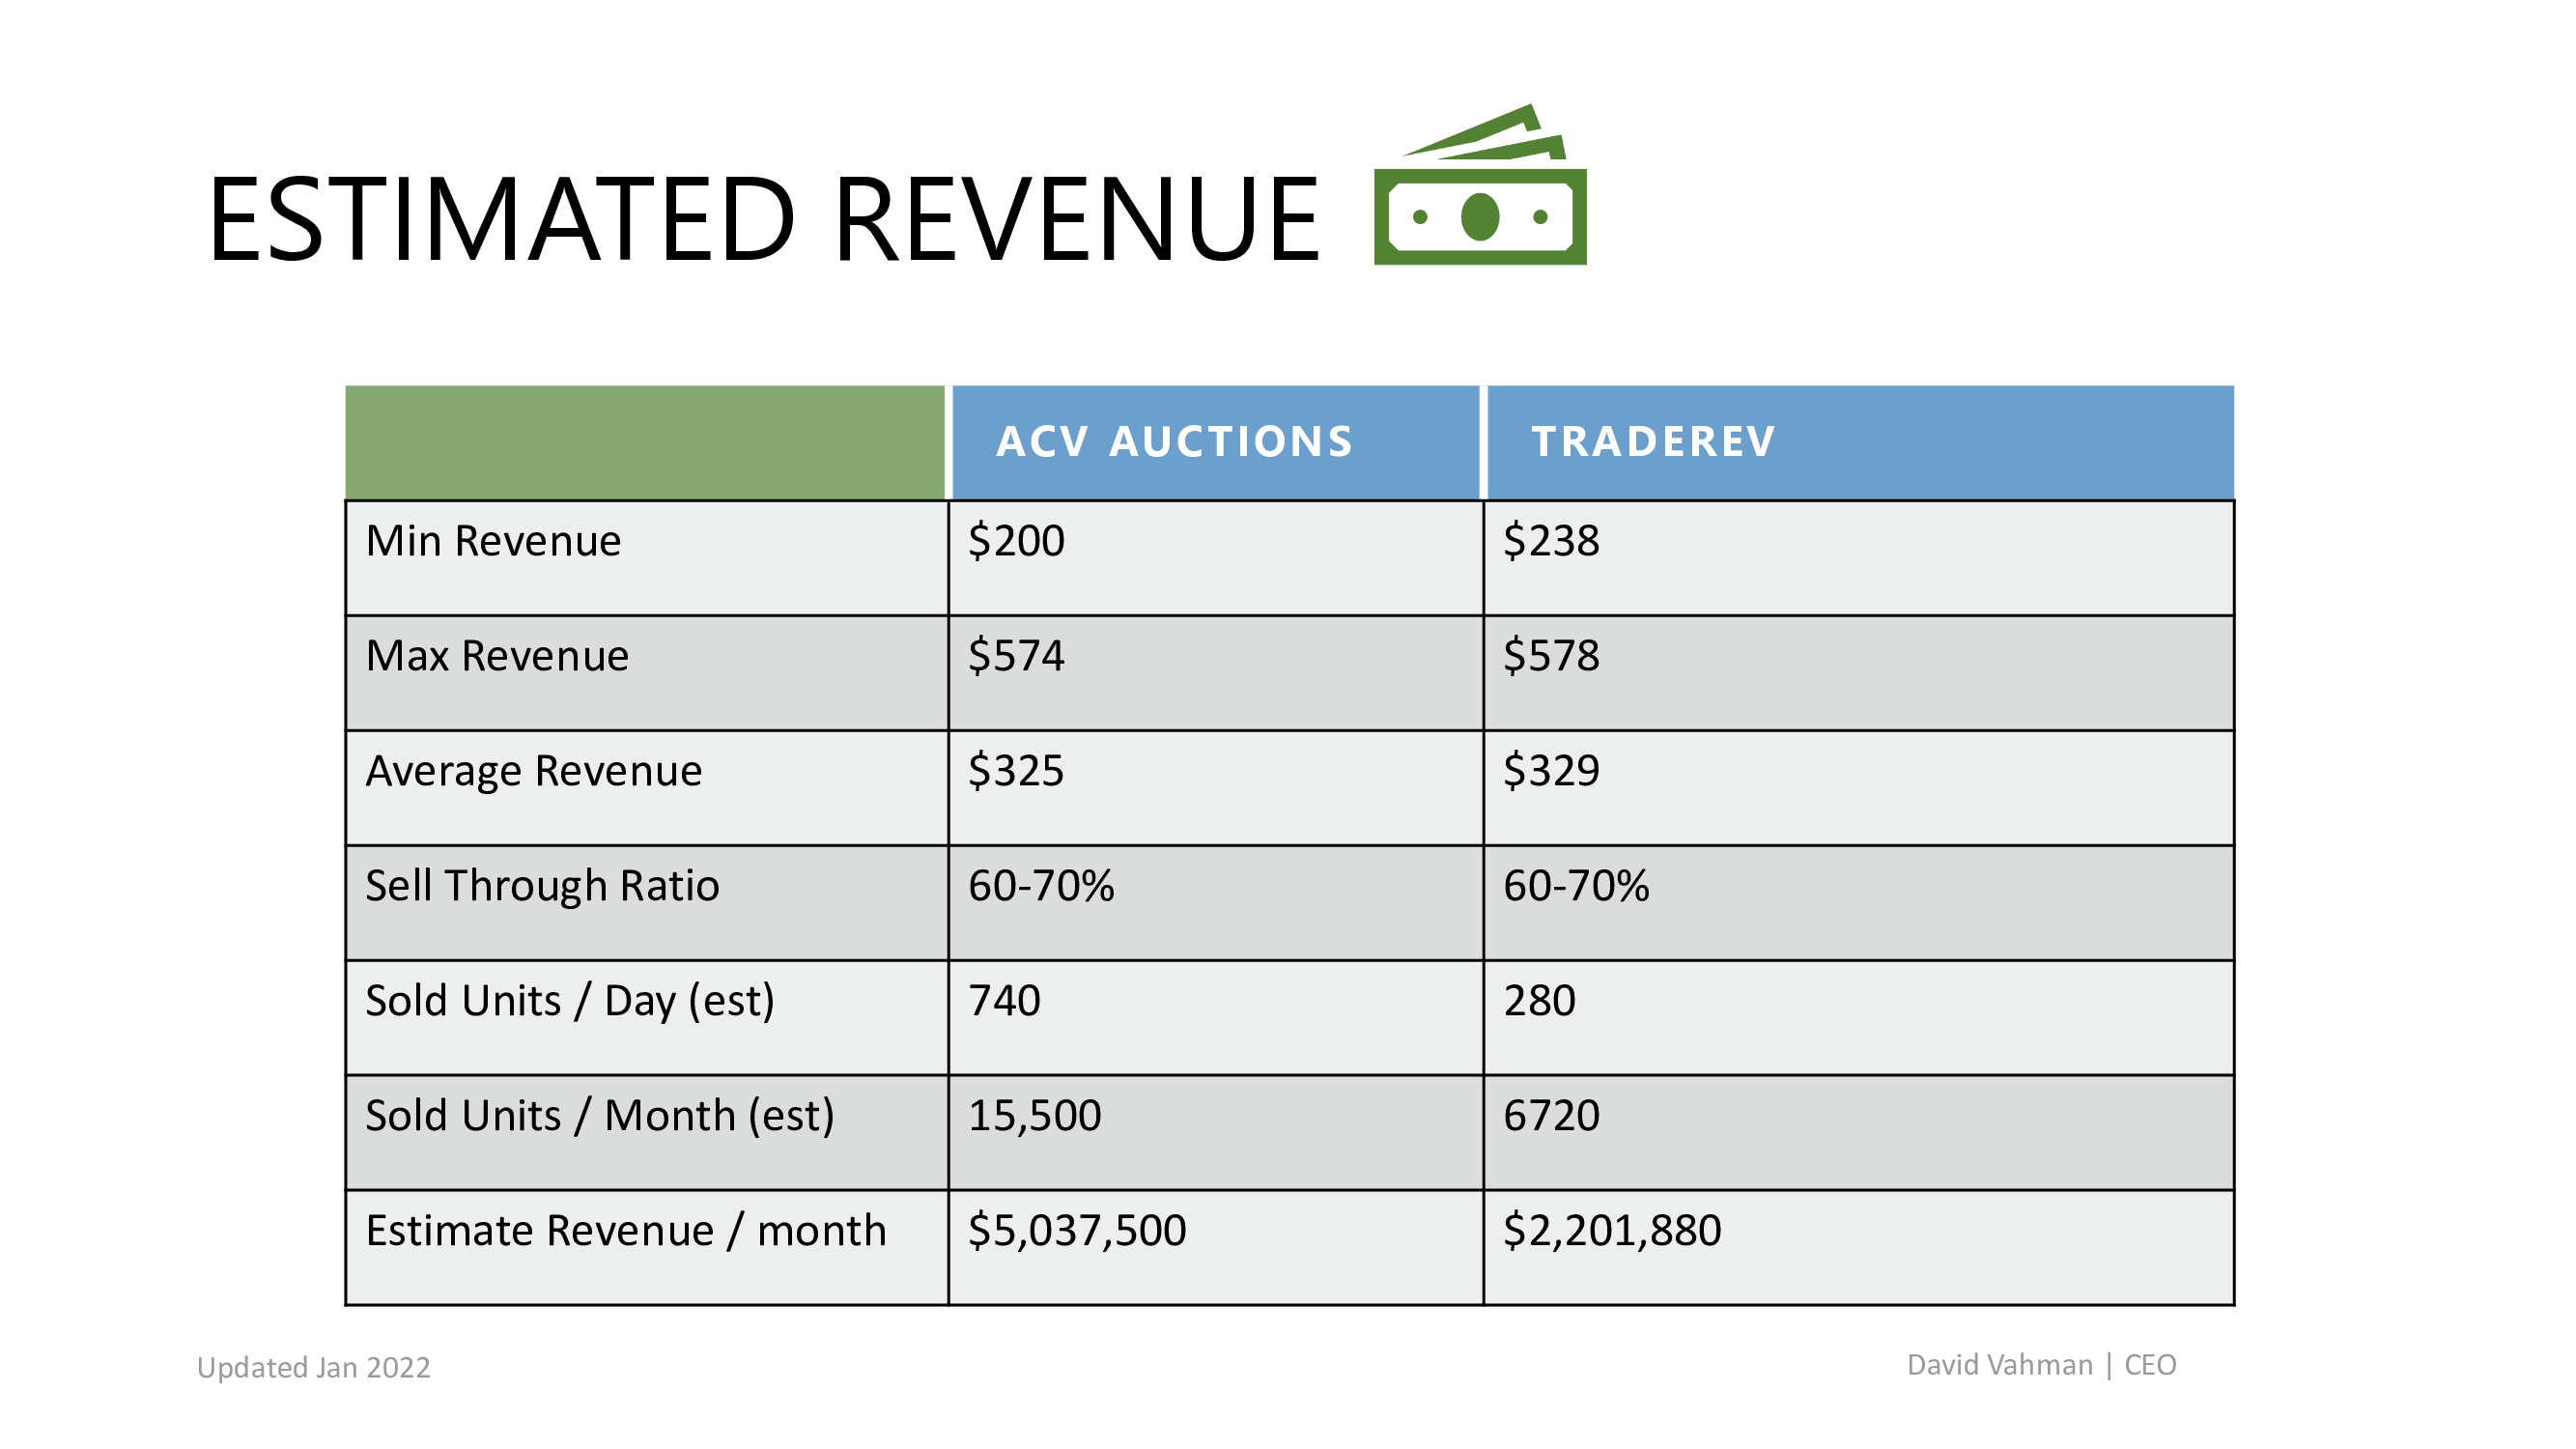 ESTIMATED REVENUE
ACV AUCTIONS TRADEREV
Min Revenue $200 $238
Max Revenue $574 $578
Average Revenue $325 $329
Sell Through Ratio 60-70% 60-70%
Sold Units / Day (est) 740 280
Sold Units / Month (est) 15,500 6720
Estimate Revenue / month $5,037,500 $2,201,880
Updated Jan 2022
David Vahman | CEO